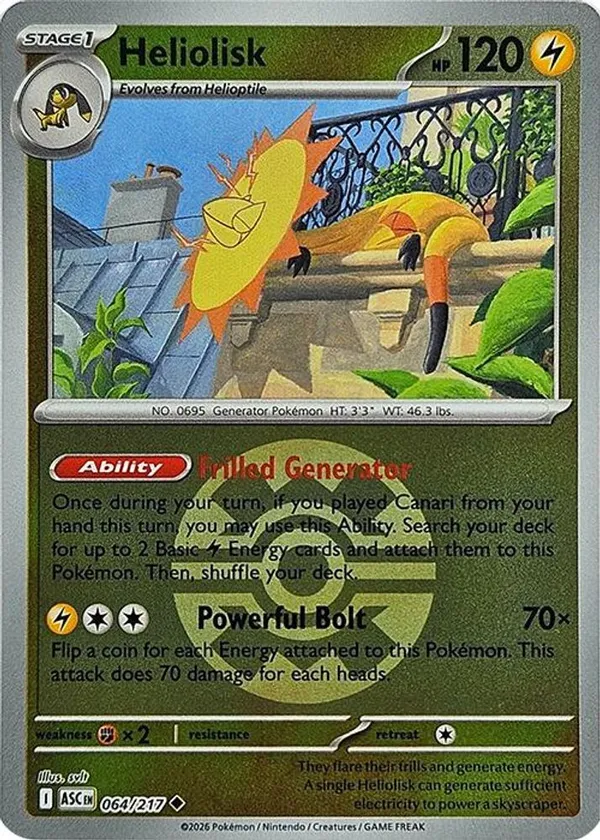 STAGE 1
Heliolisk
HP 120
Evolves from Helioptile
NO. 0695 Generator Pokémon HT: 3'3" WT: 46.3 lbs.
Ability Frilled Generator
Once during your turn, if you played Canari from your
hand this turn, you may use this Ability. Search your deck
for up to 2 Basic Energy cards and attach them to this
Pokémon. Then, shuffle your deck.
Powerful Bolt 70×
Flip a coin for each Energy attached to this Pokémon. This
attack does 70 damage for each heads.
weakness ×2 resistance retreat
Illus. svlt
They flare their frills and generate energy.
A single Heliolisk can generate sufficient
electricity to power a skyscraper.
I ASC EN 064/217
©2026 Pokémon / Nintendo / Creatures / GAME FREAK